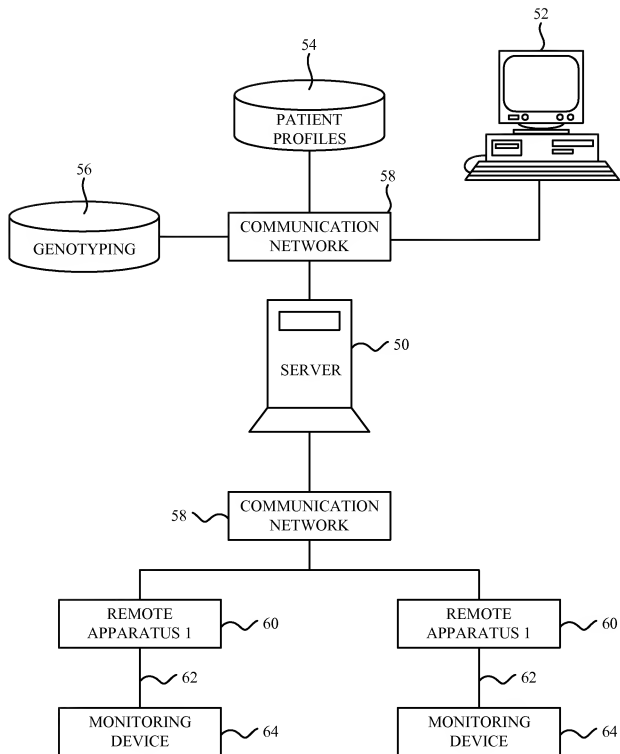 54
52
PATIENT
PROFILES
56
58
GENOTYPING
COMMUNICATION
NETWORK
50
SERVER
58
COMMUNICATION
NETWORK
REMOTE
APPARATUS 1
60
REMOTE
APPARATUS 1
60
62
62
MONITORING
DEVICE
64
MONITORING
DEVICE
64